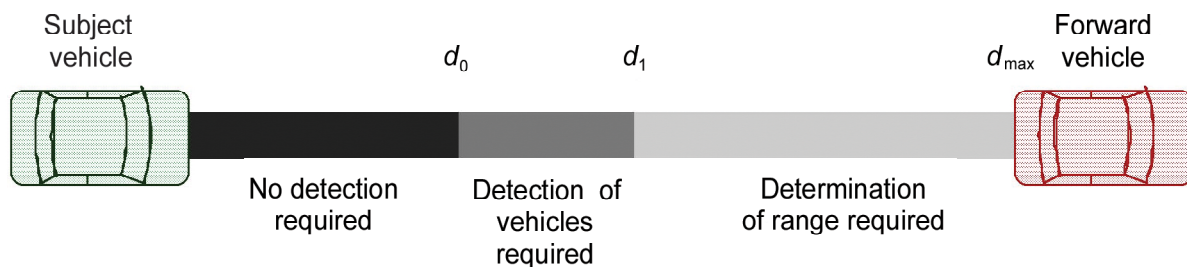 Subject
vehicle
d₀
d₁
dmax
Forward
vehicle
No detection
required
Detection of
vehicles
required
Determination
of range required